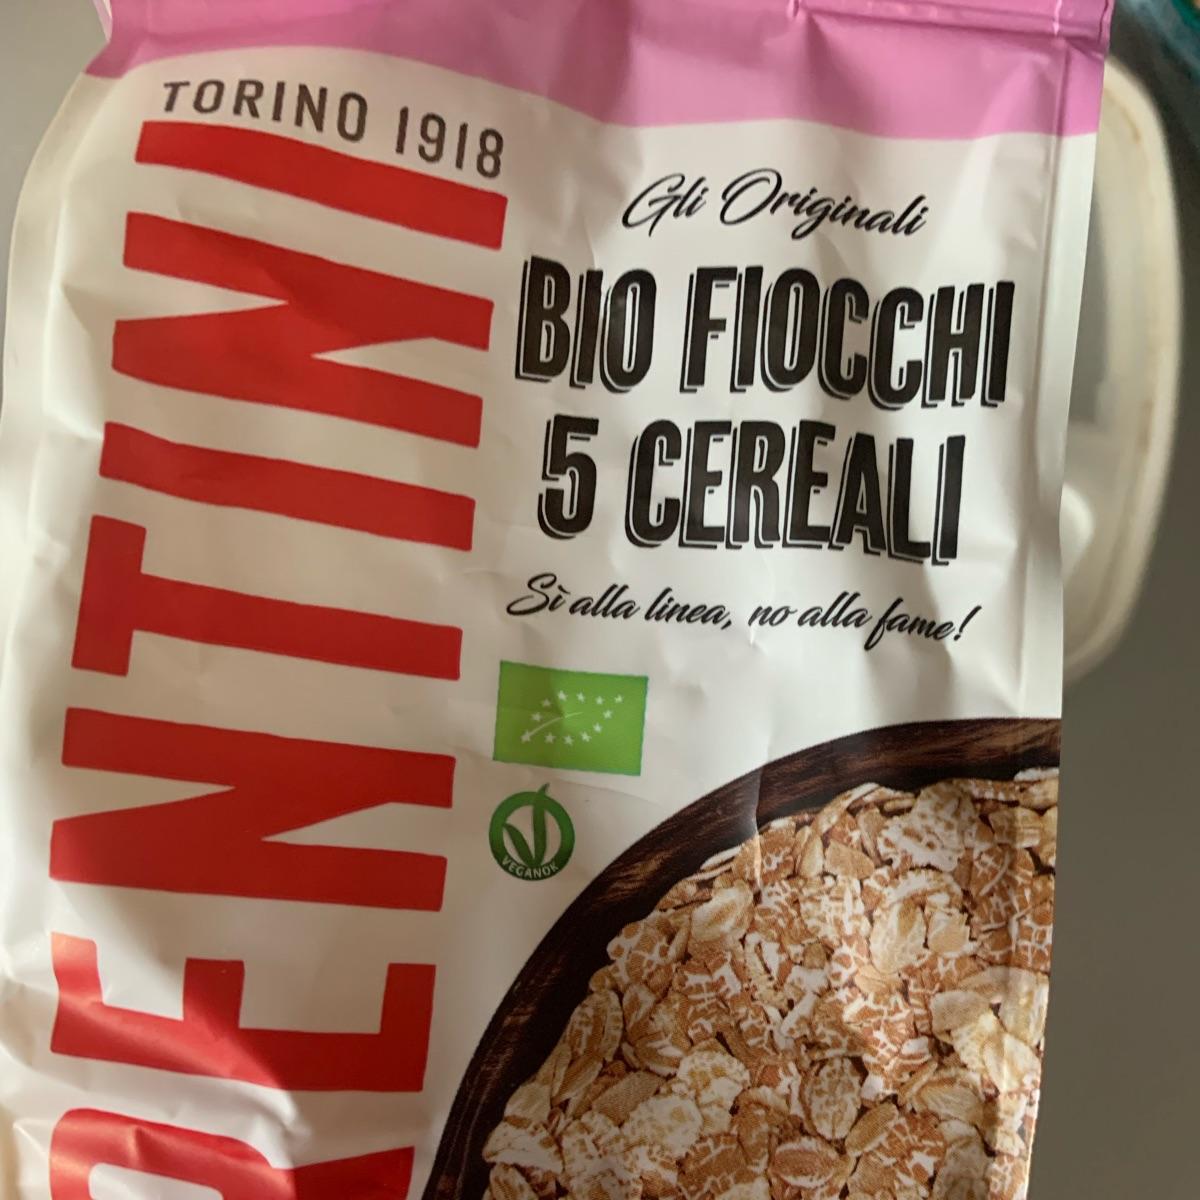 TORINO 1918
Gli Originali
BIO FIOCCHI
5 CEREALI
Sì alla linea, no alla fame!
VEGANOK